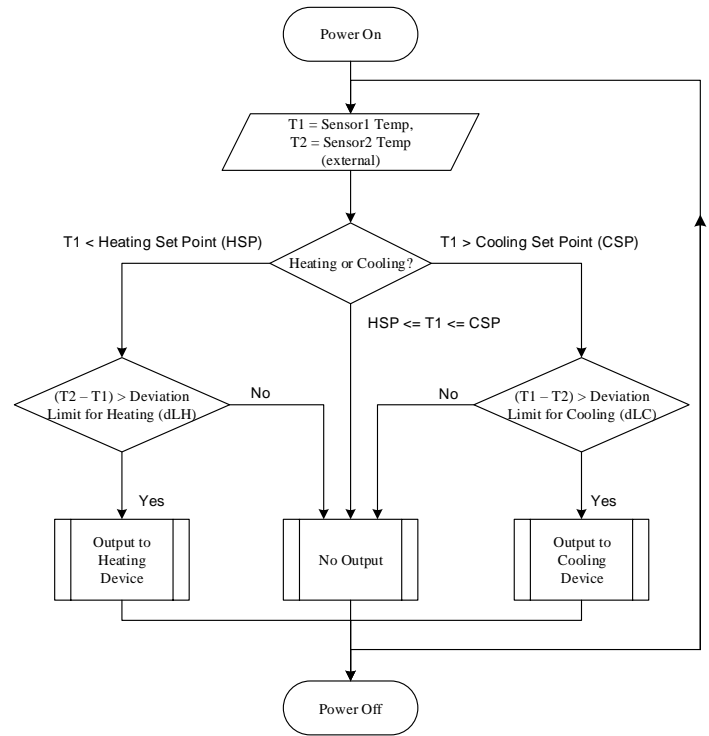 Power On
T1 = Sensor1 Temp,
T2 = Sensor2 Temp
(external)
T1 < Heating Set Point (HSP)
T1 > Cooling Set Point (CSP)
Heating or Cooling?
HSP <= T1 <= CSP
(T2 – T1) > Deviation
Limit for Heating (dLH)
No
No
(T1 – T2) > Deviation
Limit for Cooling (dLC)
Yes
Yes
Output to
Heating
Device
No Output
Output to
Cooling
Device
Power Off